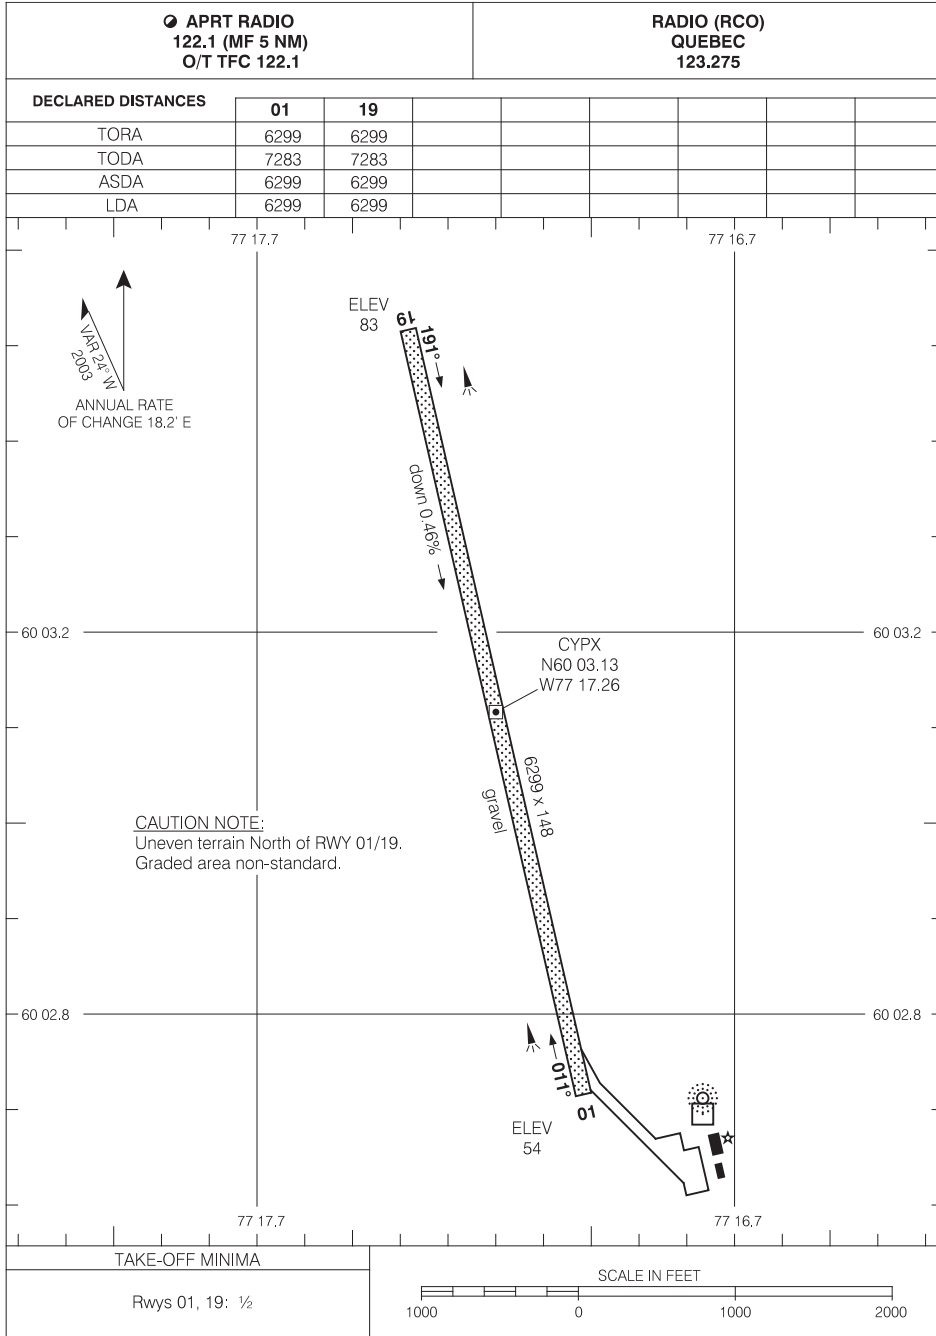 APRT RADIO
122.1 (MF 5 NM)
O/T TFC 122.1
RADIO (RCO)
QUEBEC
123.275
DECLARED DISTANCES 01 19
TORA 6299 6299
TODA 7283 7283
ASDA 6299 6299
LDA 6299 6299
77 17.7 77 16.7
VAR 24° W
2003
ANNUAL RATE
OF CHANGE 18.2' E
ELEV
83
19
191°
down 0.46%
60 03.2 60 03.2
CYPX
N60 03.13
W77 17.26
6299 x 148
gravel
CAUTION NOTE:
Uneven terrain North of RWY 01/19.
Graded area non-standard.
60 02.8 60 02.8
011°
01
ELEV
54
77 17.7 77 16.7
TAKE-OFF MINIMA
Rwys 01, 19: ½
SCALE IN FEET
1000 0 1000 2000